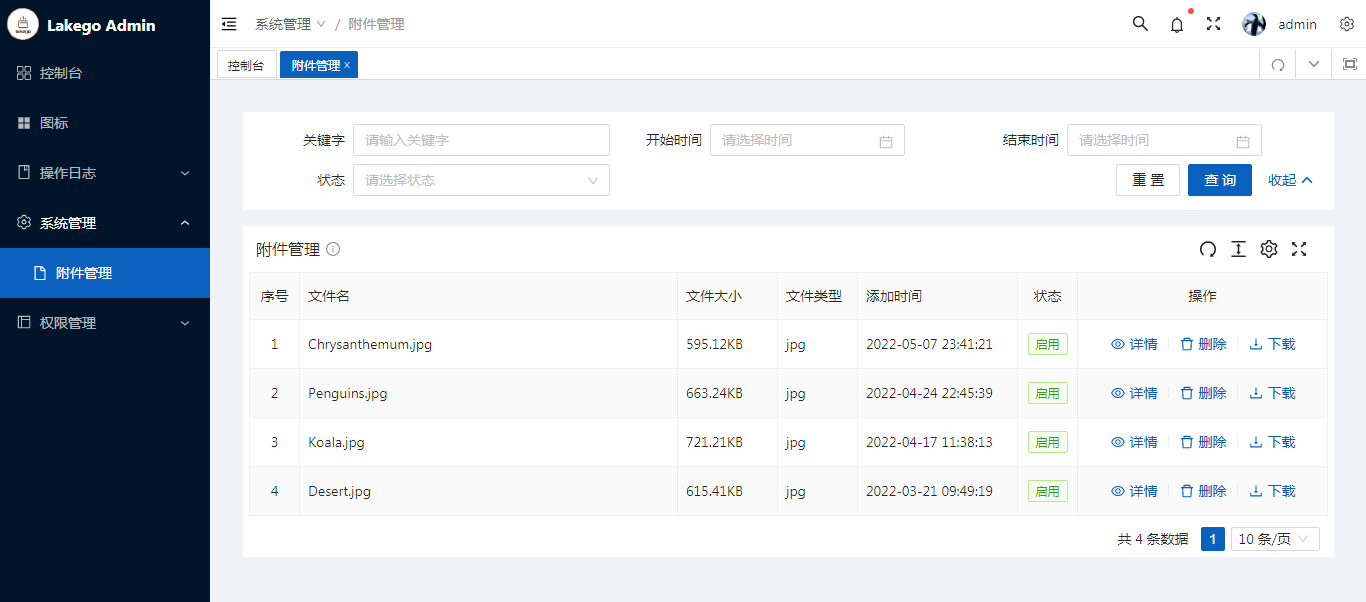 Lakego Admin
控制台
图标
操作日志
系统管理
附件管理
权限管理
系统管理 / 附件管理
admin
控制台 附件管理 ×
关键字 请输入关键字 开始时间 请选择时间 结束时间 请选择时间
状态 请选择状态 重 置 查 询 收起
附件管理
序号 文件名 文件大小 文件类型 添加时间 状态 操作
1 Chrysanthemum.jpg 595.12KB jpg 2022-05-07 23:41:21 启用 详情 删除 下载
2 Penguins.jpg 663.24KB jpg 2022-04-24 22:45:39 启用 详情 删除 下载
3 Koala.jpg 721.21KB jpg 2022-04-17 11:38:13 启用 详情 删除 下载
4 Desert.jpg 615.41KB jpg 2022-03-21 09:49:19 启用 详情 删除 下载
共 4 条数据 1 10 条/页